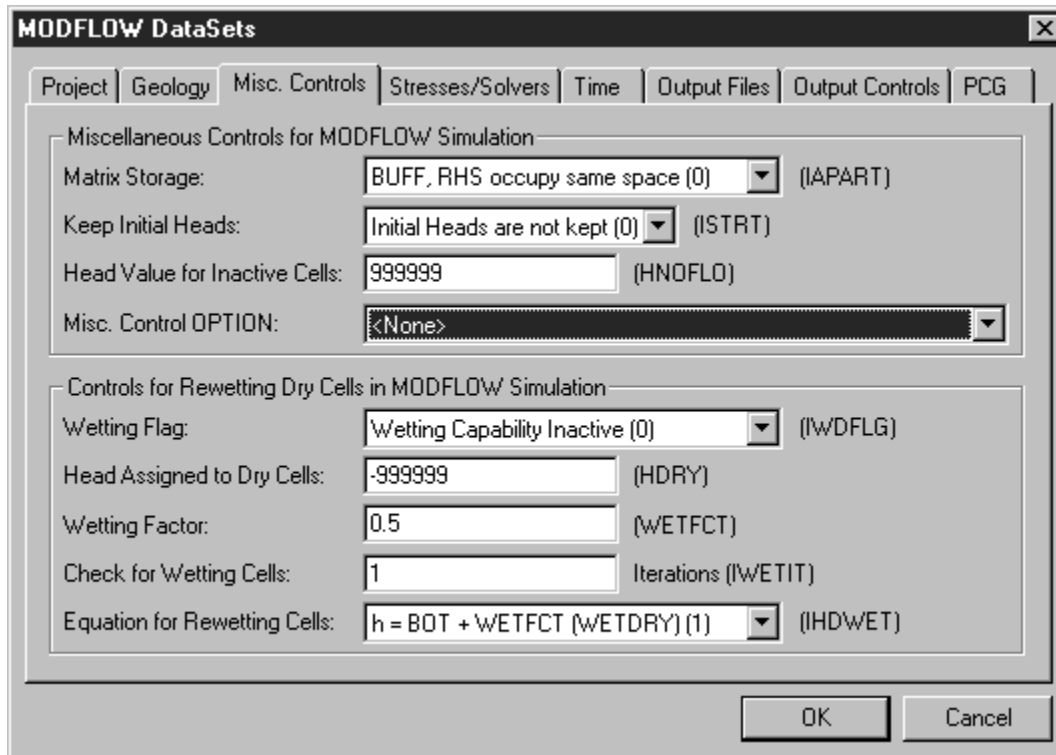 MODFLOW DataSets
Project Geology Misc. Controls Stresses/Solvers Time Output Files Output Controls PCG
Miscellaneous Controls for MODFLOW Simulation
Matrix Storage: BUFF, RHS occupy same space (0) (IAPART)
Keep Initial Heads: Initial Heads are not kept (0) (ISTRT)
Head Value for Inactive Cells: 999999 (HNOFLO)
Misc. Control OPTION: <None>
Controls for Rewetting Dry Cells in MODFLOW Simulation
Wetting Flag: Wetting Capability Inactive (0) (IWDFLG)
Head Assigned to Dry Cells: -999999 (HDRY)
Wetting Factor: 0.5 (WETFCT)
Check for Wetting Cells: 1 Iterations (IWETIT)
Equation for Rewetting Cells: h = BOT + WETFCT (WETDRY) (1) (IHDWET)
OK Cancel